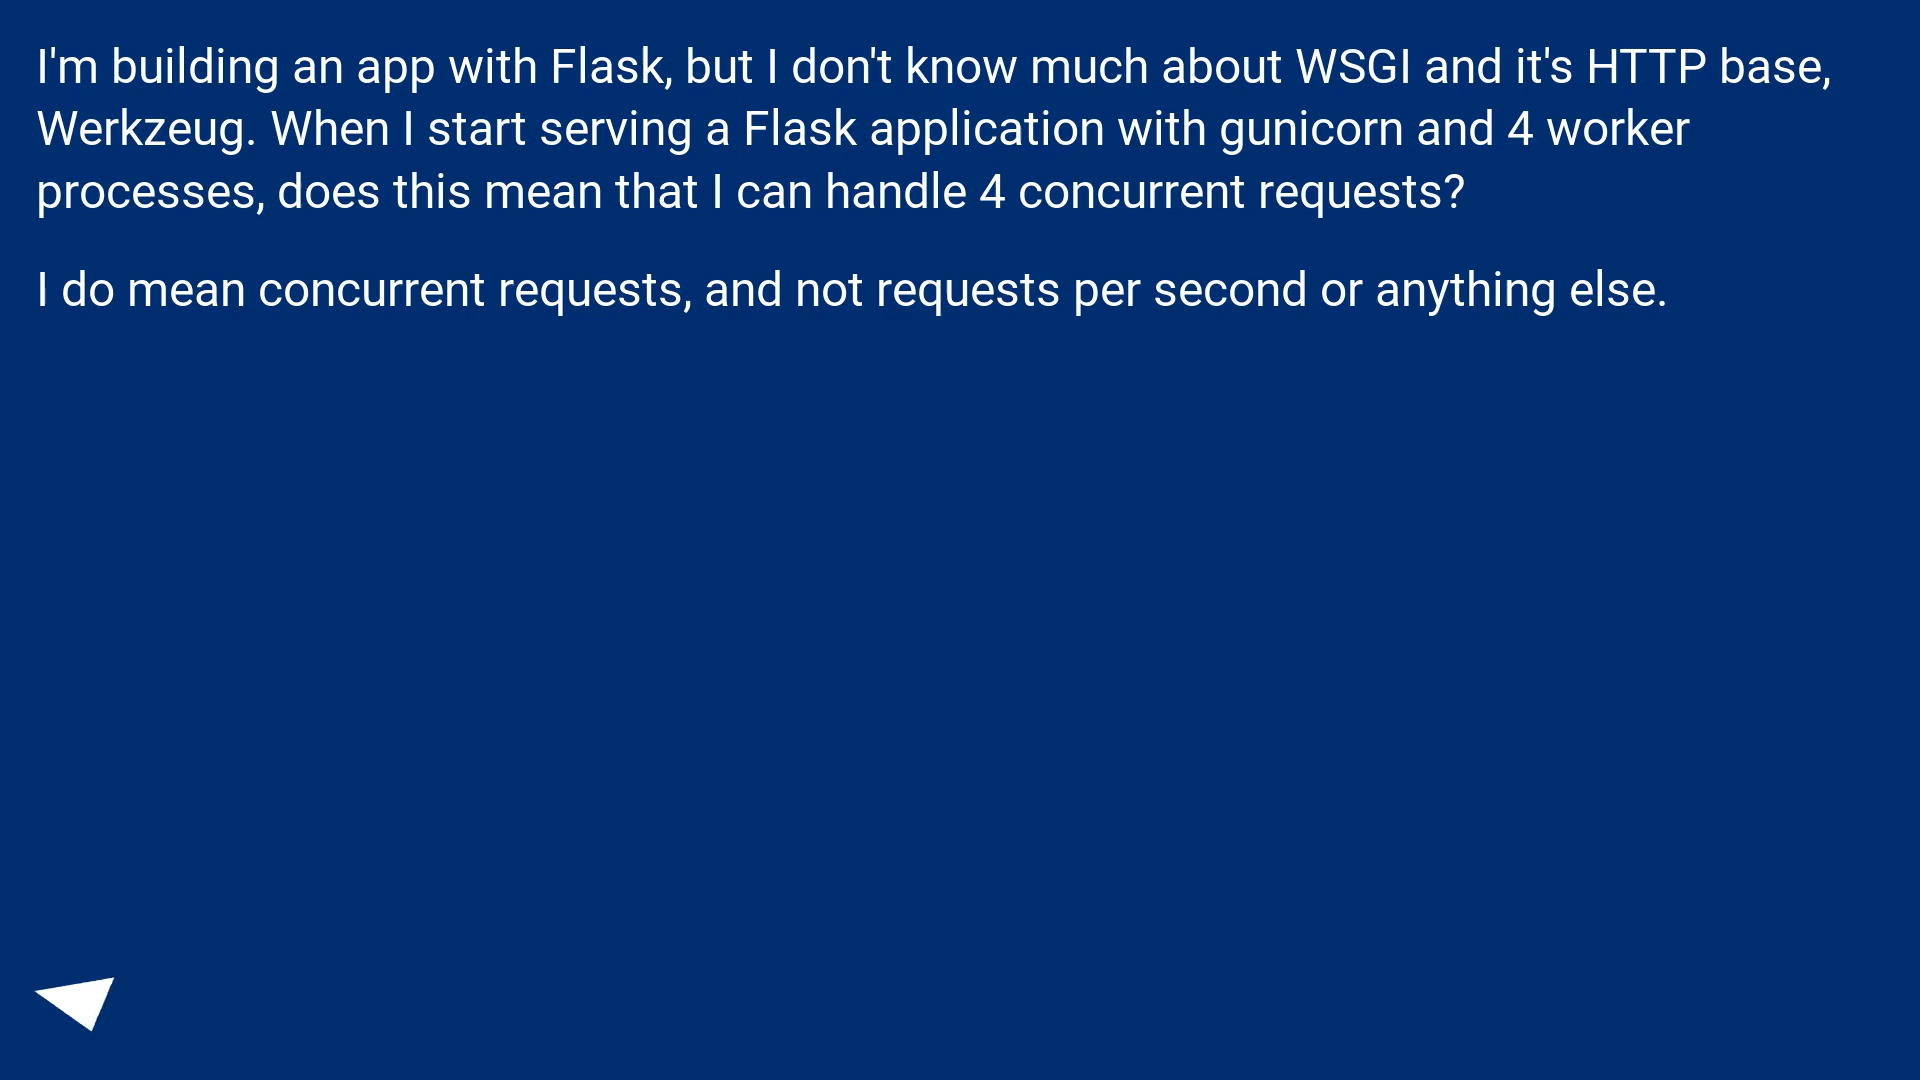 I'm building an app with Flask, but I don't know much about WSGI and it's HTTP base,
Werkzeug. When I start serving a Flask application with gunicorn and 4 worker
processes, does this mean that I can handle 4 concurrent requests?
I do mean concurrent requests, and not requests per second or anything else.